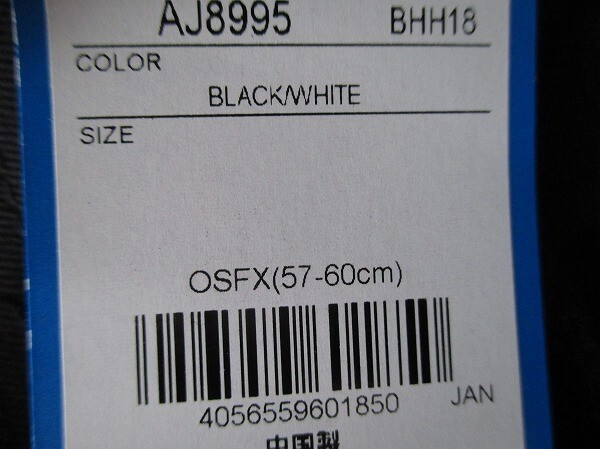 AJ8995 BHH18
COLOR
BLACK/WHITE
SIZE
OSFX(57-60cm)
4056559601850 JAN
中国製